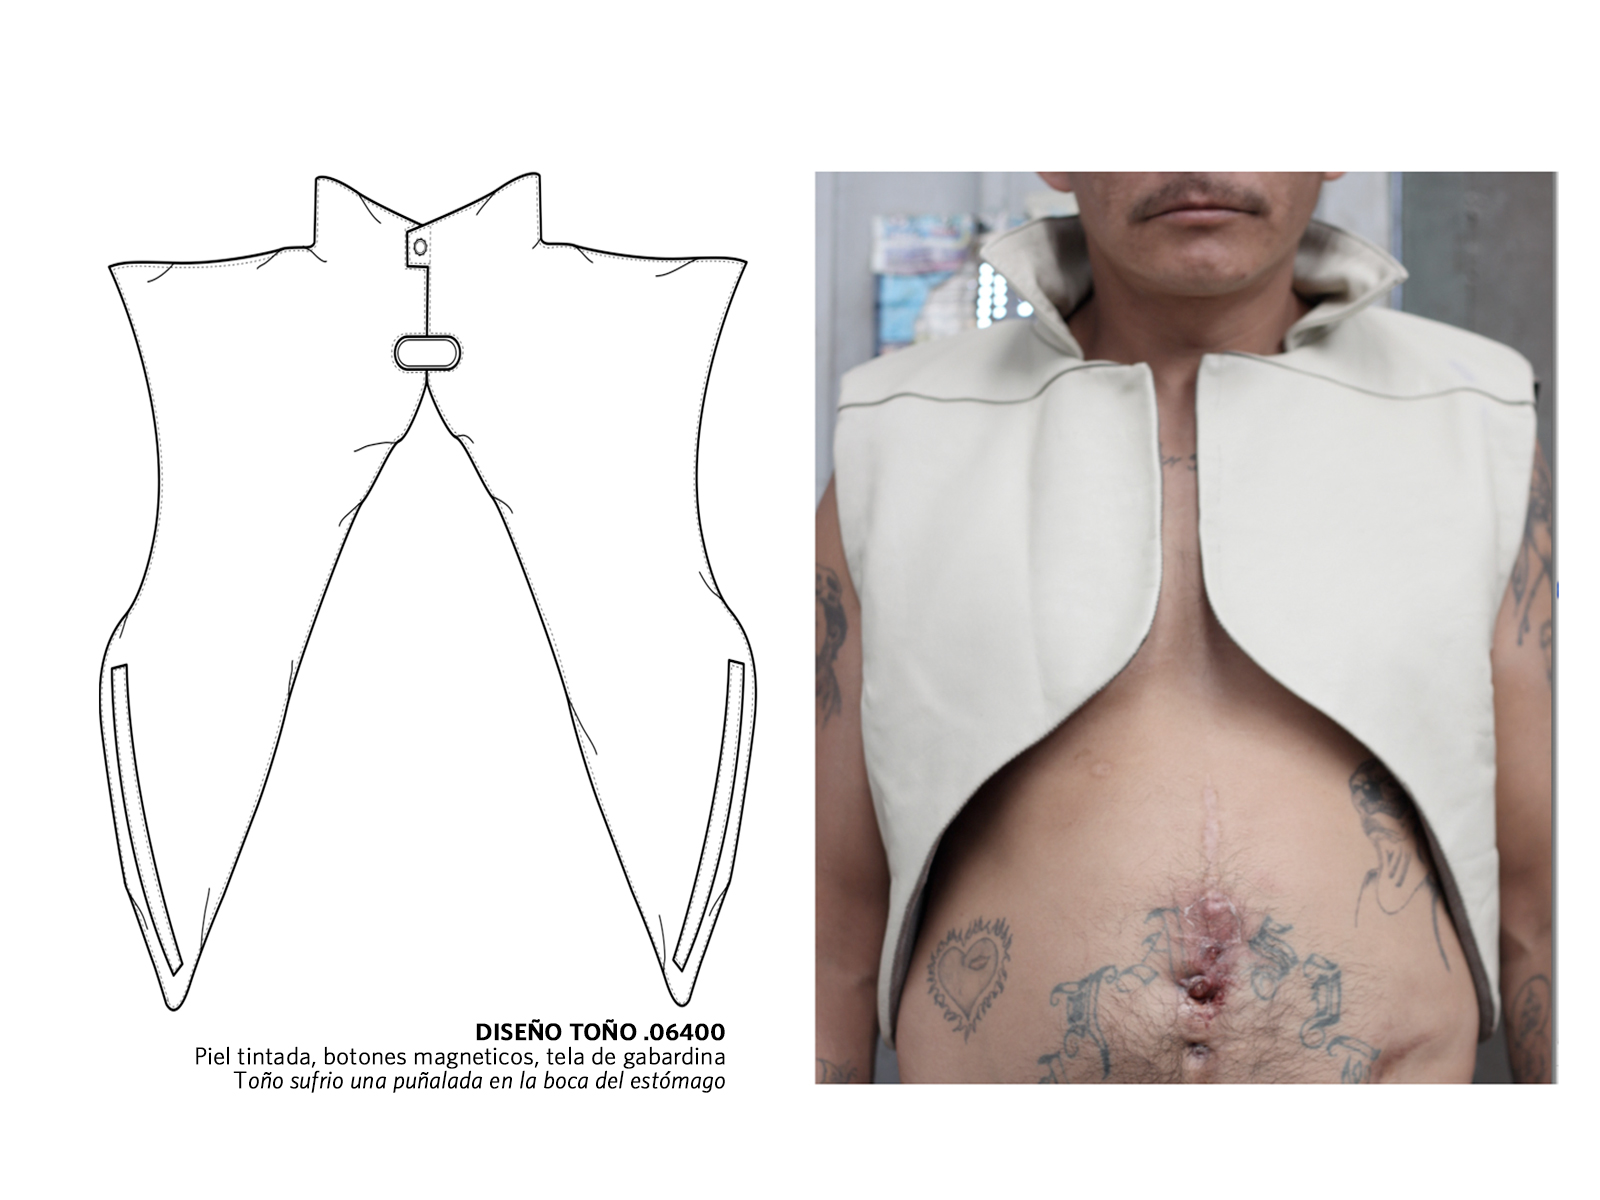 DISEÑO TOÑO .06400
Piel tintada, botones magneticos, tela de gabardina
Toño sufrio una puñalada en la boca del estómago